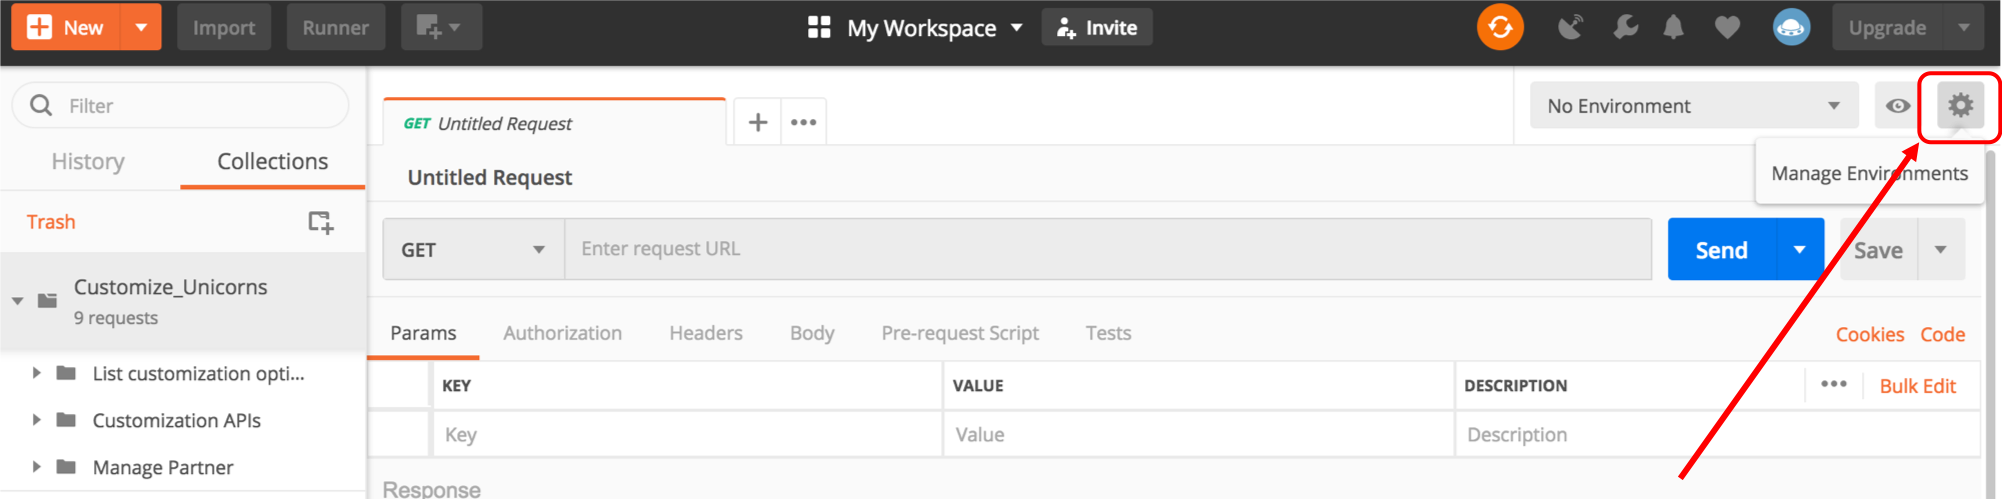 New
Import
Runner
My Workspace
Invite
Upgrade
Filter
History
Collections
Trash
Customize_Unicorns
9 requests
List customization opti...
Customization APIs
Manage Partner
GET Untitled Request
No Environment
Manage Environments
Untitled Request
GET
Enter request URL
Send
Save
Params
Authorization
Headers
Body
Pre-request Script
Tests
Cookies
Code
KEY
VALUE
DESCRIPTION
Bulk Edit
Key
Value
Description
Response